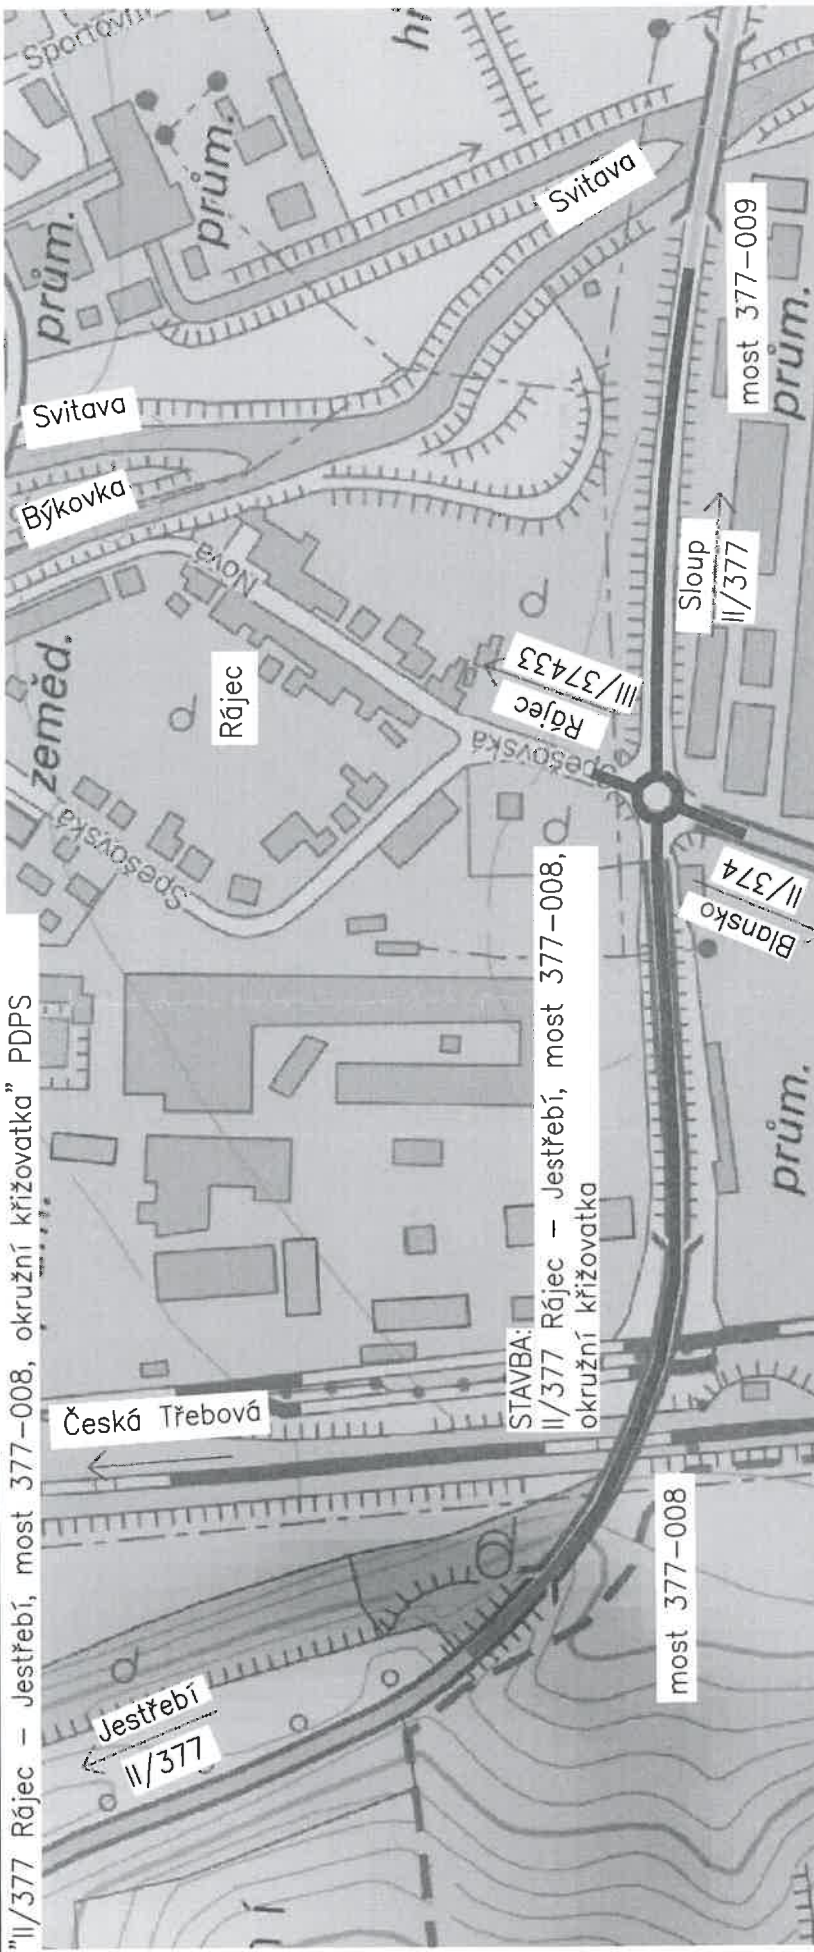 "II/377 Rájec – Jestřebí, most 377-008, okružní křižovatka" PDPS
Jestřebí
II/377
Česká Třebová
STAVBA:
II/377 Rájec – Jestřebí, most 377-008,
okružní křižovatka
most 377-008
zeměd.
Spešovská
Rájec
Nová
Býkovka
Svitava
prům.
prům.
Sportovní
Svitava
hř
Spešovská
Rájec
III/37433
Blansko
II/374
Sloup
II/377
most 377-009
prům.
prům.